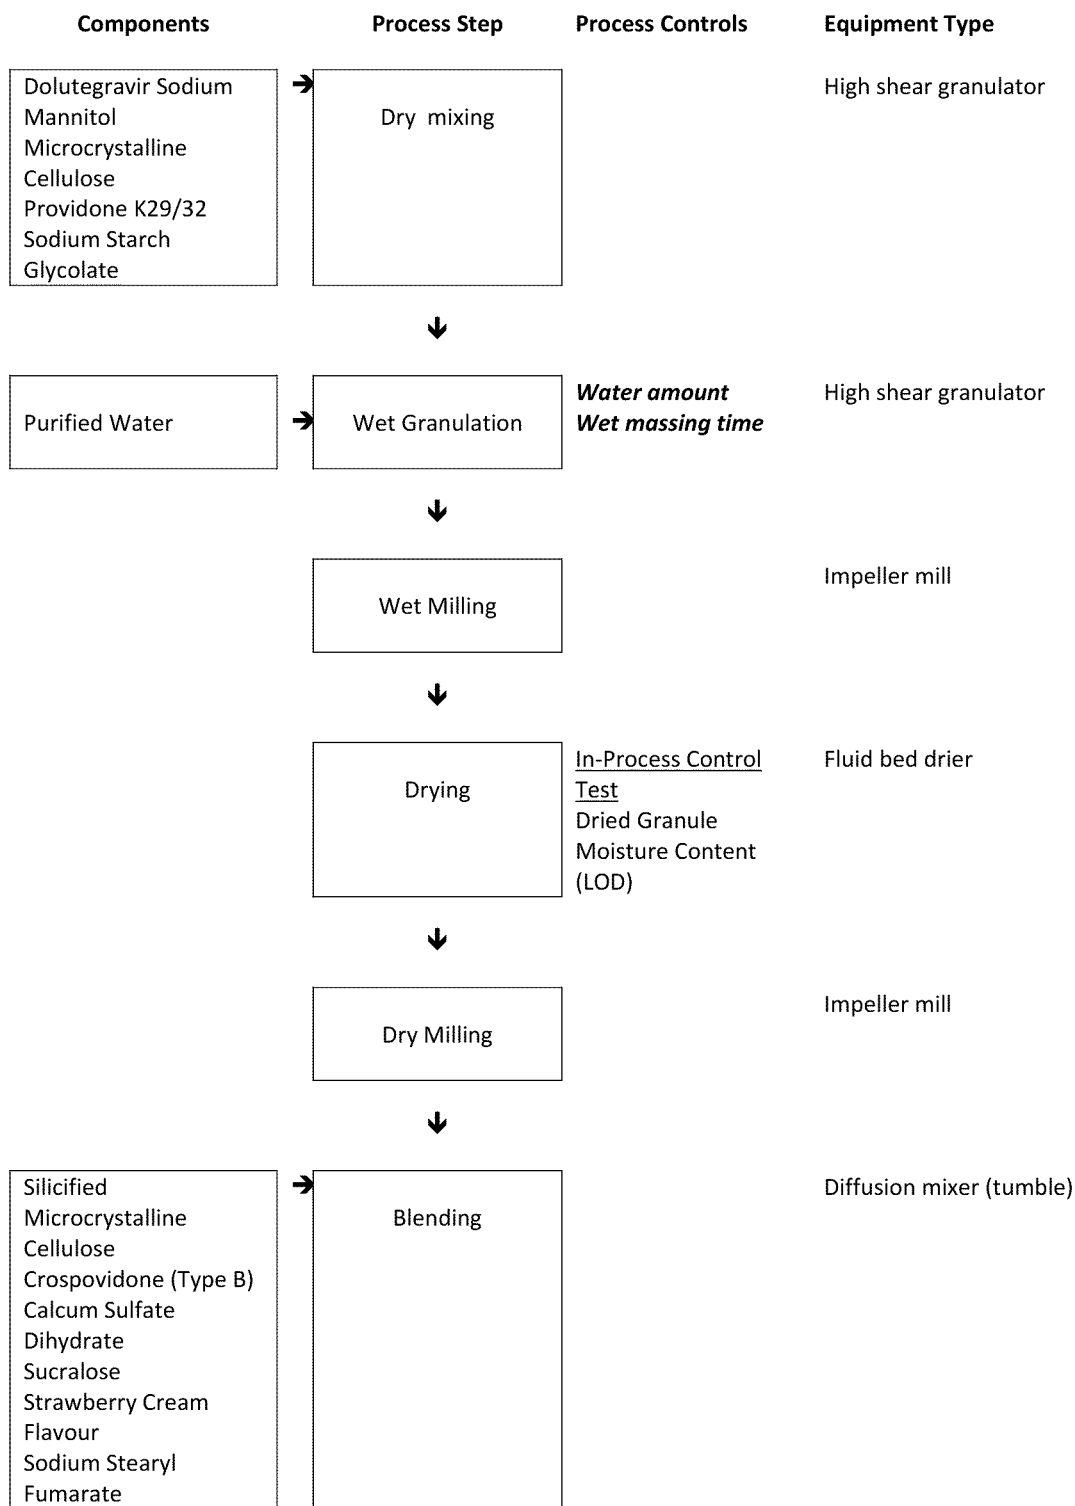 Components Process Step Process Controls Equipment Type
Dolutegravir Sodium
Mannitol
Microcrystalline
Cellulose
Providone K29/32
Sodium Starch
Glycolate
➔
Dry mixing
High shear granulator
🡻
Purified Water
➔
Wet Granulation
Water amount
Wet massing time
High shear granulator
🡻
Wet Milling
Impeller mill
🡻
Drying
In-Process Control
Test
Dried Granule
Moisture Content
(LOD)
Fluid bed drier
🡻
Dry Milling
Impeller mill
🡻
Silicified
Microcrystalline
Cellulose
Crospovidone (Type B)
Calcum Sulfate
Dihydrate
Sucralose
Strawberry Cream
Flavour
Sodium Stearyl
Fumarate
➔
Blending
Diffusion mixer (tumble)